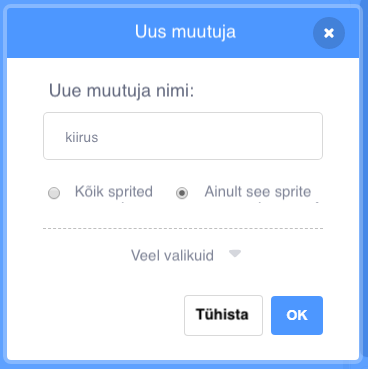 Uus muutuja
Uue muutuja nimi:
kiirus
Kõik sprited Ainult see sprite
Veel valikuid
Tühista OK